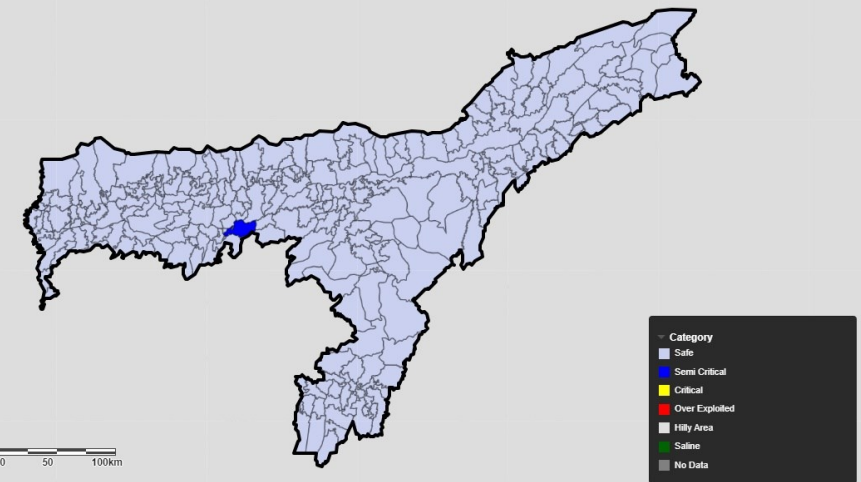 Category
Safe
Semi Critical
Critical
Over Exploited
Hilly Area
Saline
No Data
0 50 100km